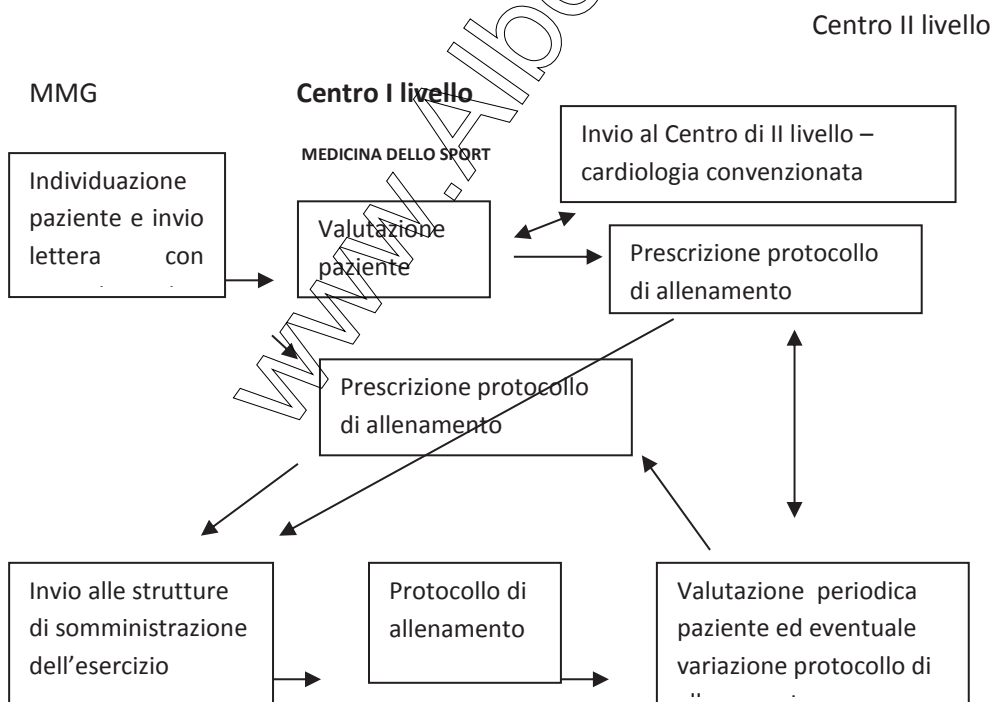 Centro II livello
MMG
Centro I livello
MEDICINA DELLO SPORT
Invio al Centro di II livello –
cardiologia convenzionata
Individuazione
paziente e invio
lettera con
Valutazione
paziente
Prescrizione protocollo
di allenamento
Prescrizione protocollo
di allenamento
Invio alle strutture
di somministrazione
dell’esercizio
Protocollo di
allenamento
Valutazione periodica
paziente ed eventuale
variazione protocollo di
www.Alb